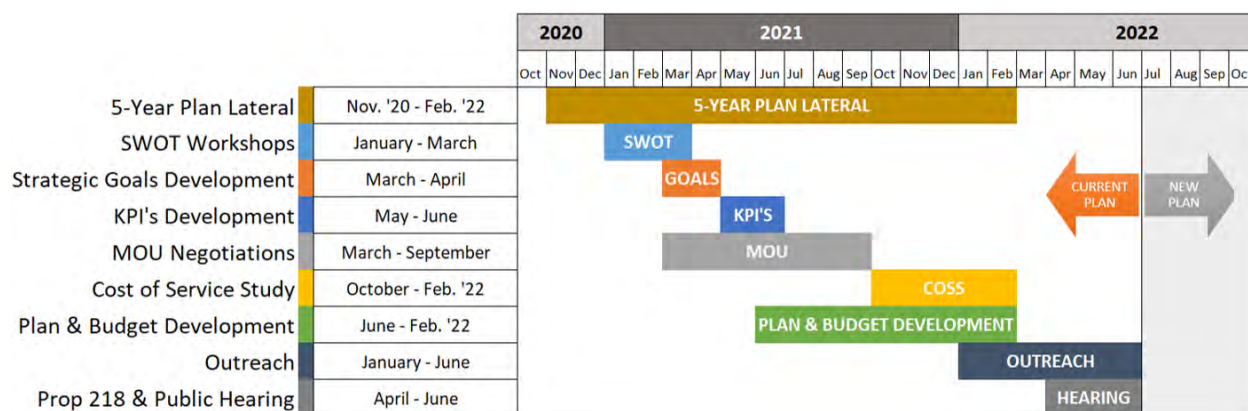 2020 2021 2022
Oct Nov Dec Jan Feb Mar Apr May Jun Jul Aug Sep Oct Nov Dec Jan Feb Mar Apr May Jun Jul Aug Sep Oc
5-Year Plan Lateral Nov. '20 - Feb. '22 5-YEAR PLAN LATERAL
SWOT Workshops January - March SWOT
Strategic Goals Development March - April GOALS
CURRENT PLAN
NEW PLAN
KPI's Development May - June KPI'S
MOU Negotiations March - September MOU
Cost of Service Study October - Feb. '22 COSS
Plan & Budget Development June - Feb. '22 PLAN & BUDGET DEVELOPMENT
Outreach January - June OUTREACH
Prop 218 & Public Hearing April - June HEARING